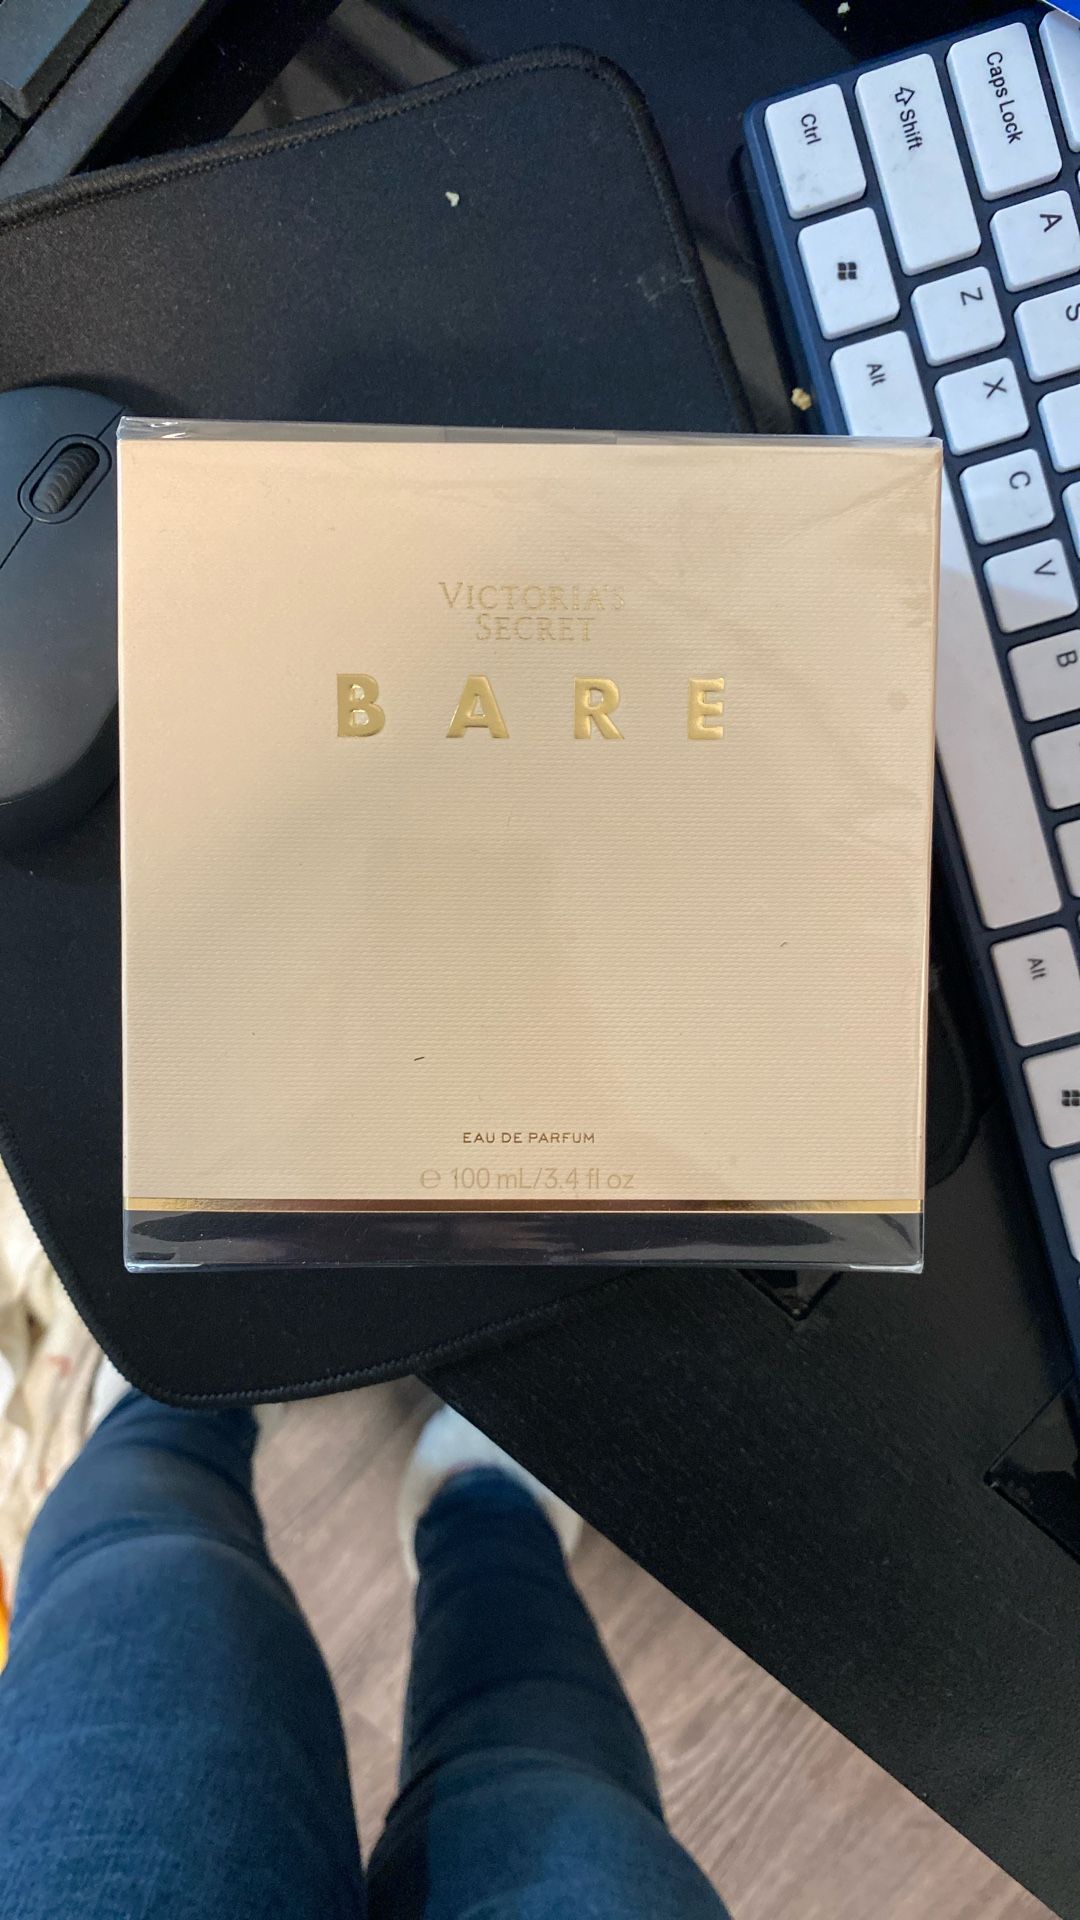 VICTORIA'S
SECRET
BARE
EAU DE PARFUM
℮ 100 mL/3.4 fl oz
Ctrl
Shift
Caps Lock
A
Z
S
Alt
X
C
V
B
Alt